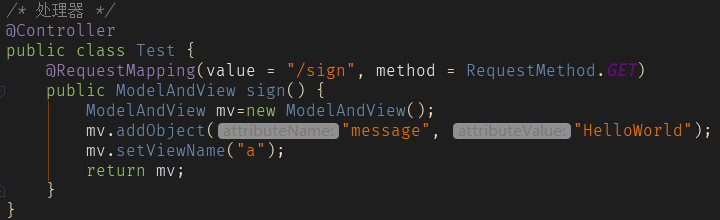 /* 处理器 */
@Controller
public class Test {
@RequestMapping(value = "/sign", method = RequestMethod.GET)
public ModelAndView sign() {
ModelAndView mv=new ModelAndView();
mv.addObject( attributeName: "message", attributeValue: "HelloWorld");
mv.setViewName("a");
return mv;
}
}